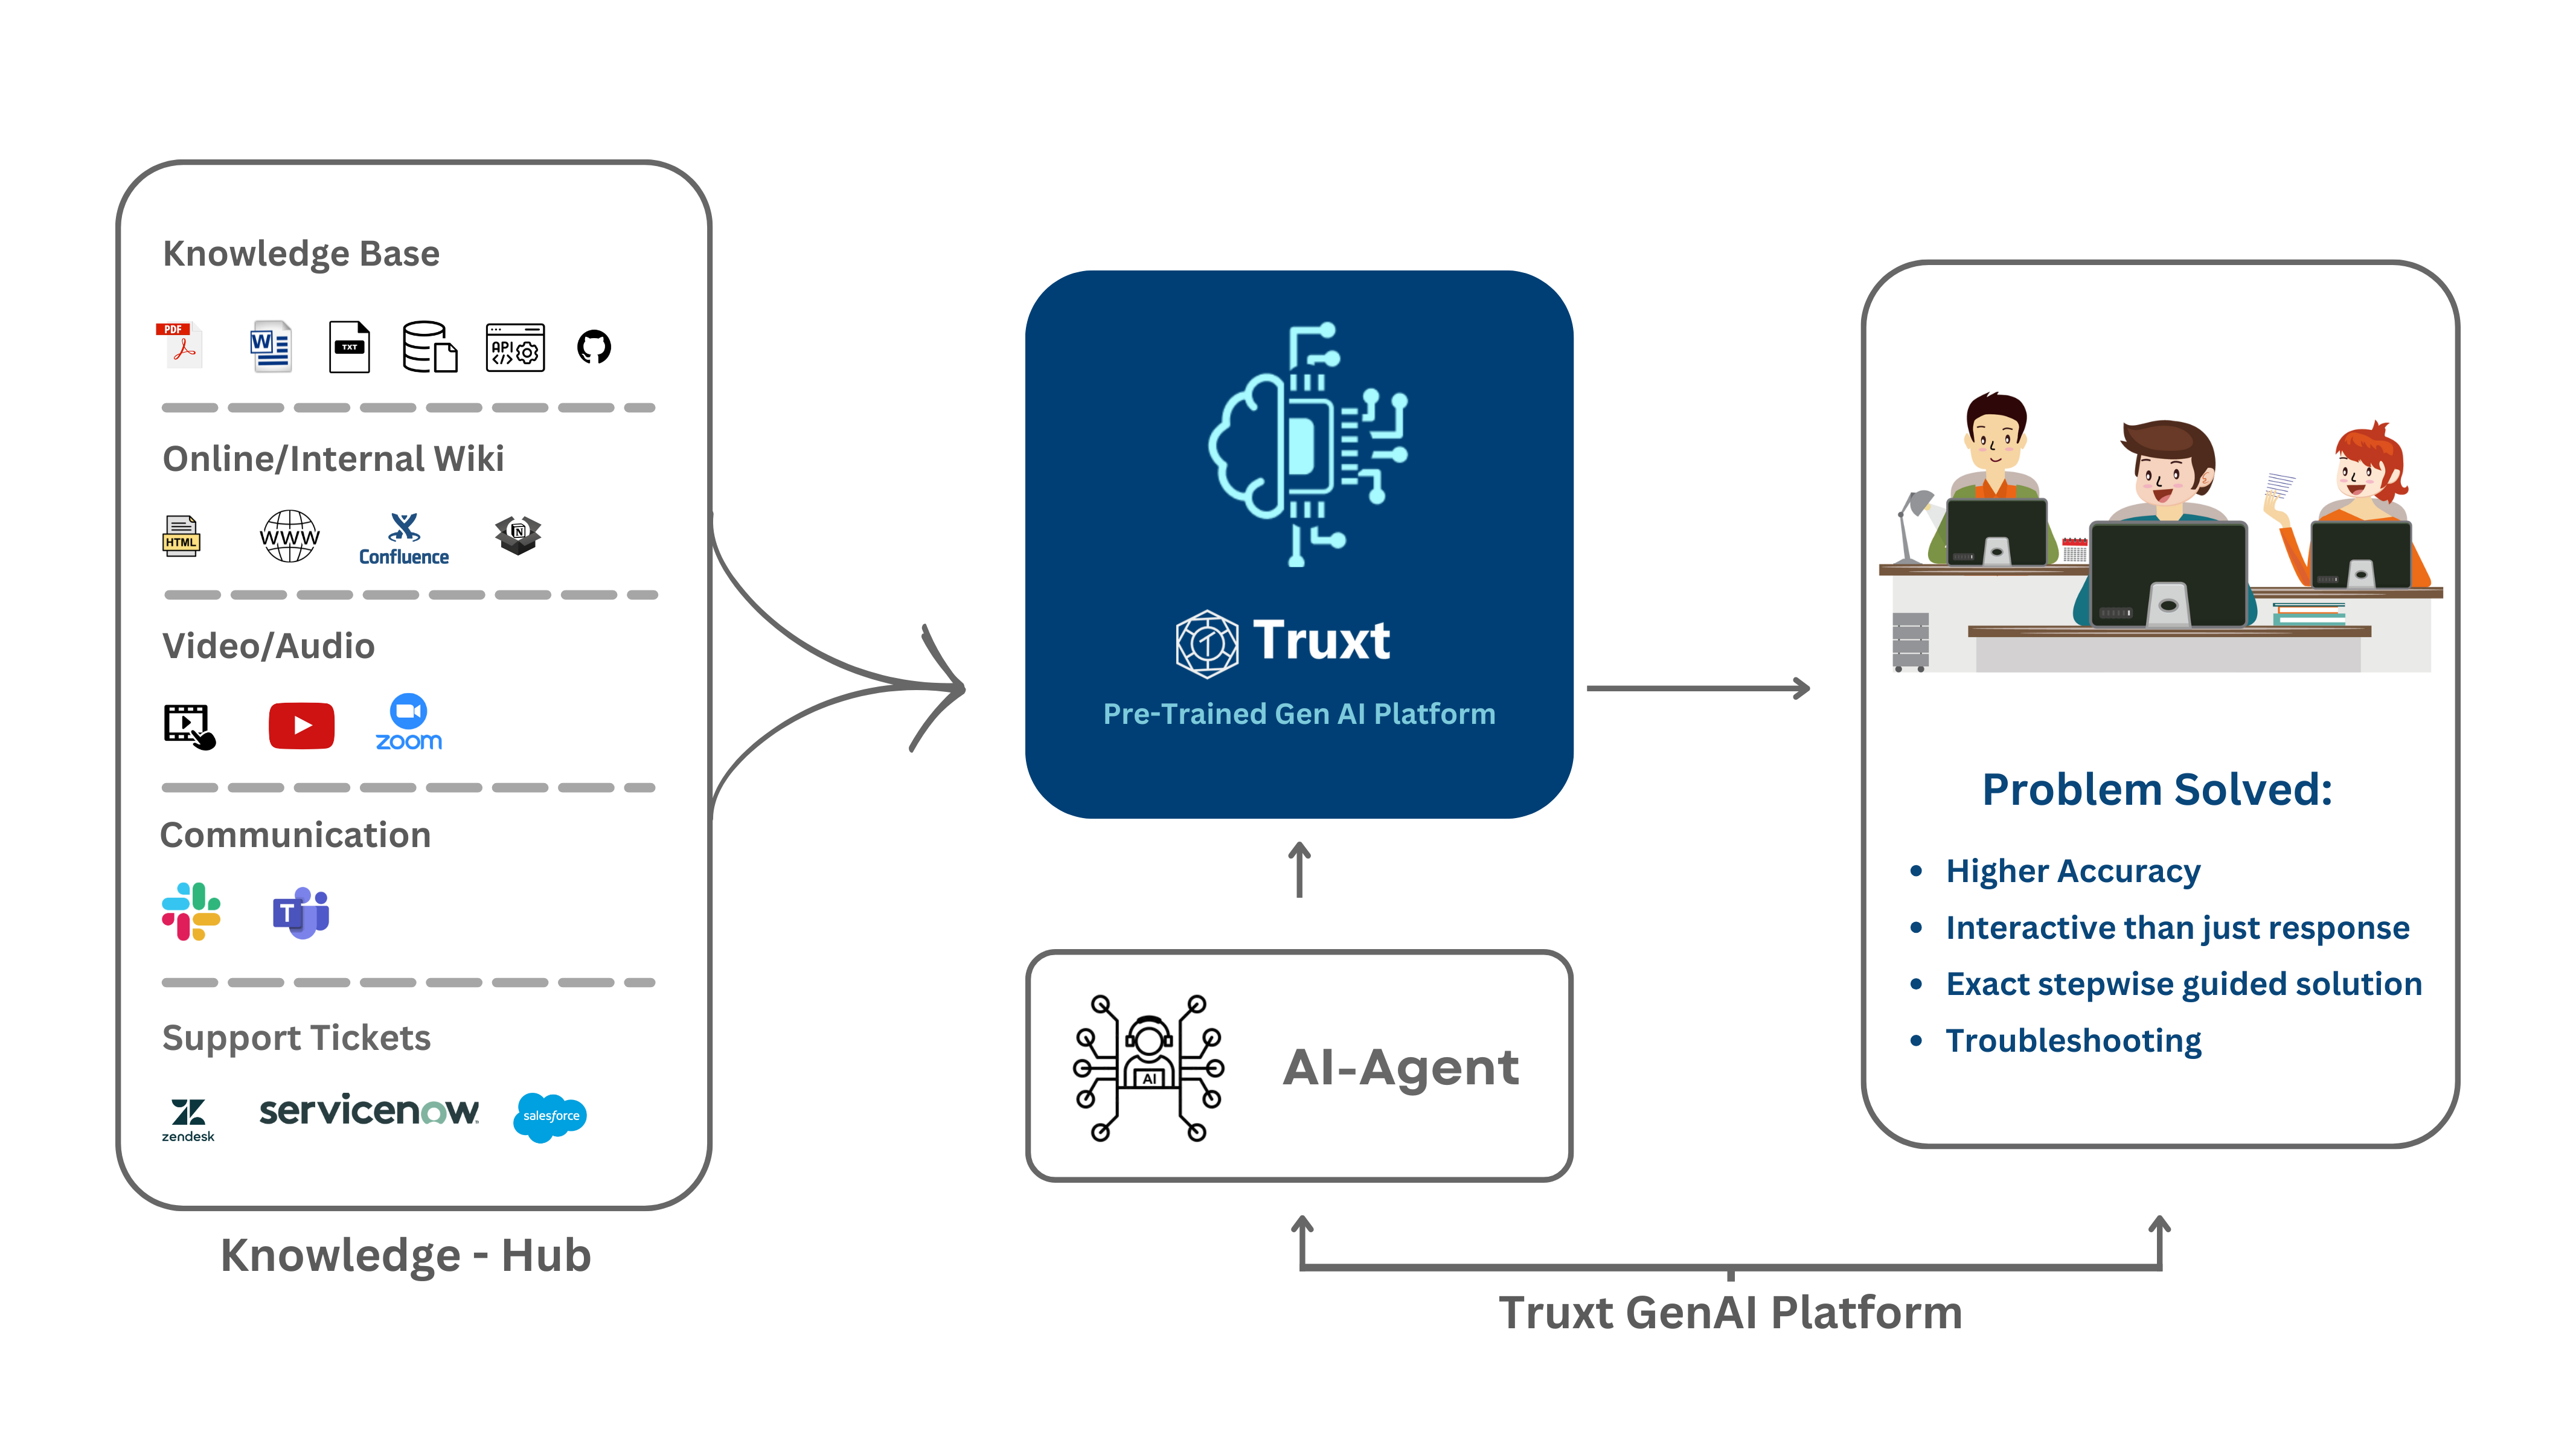 Knowledge Base
PDF
W
TXT
API
</>
Online/Internal Wiki
HTML
WWW
Confluence
N
Video/Audio
zoom
Communication
T
Support Tickets
zendesk
servicenow
salesforce
Knowledge - Hub
Truxt
Pre-Trained Gen AI Platform
AI
AI-Agent
Problem Solved:
• Higher Accuracy
• Interactive than just response
• Exact stepwise guided solution
• Troubleshooting
Truxt GenAI Platform